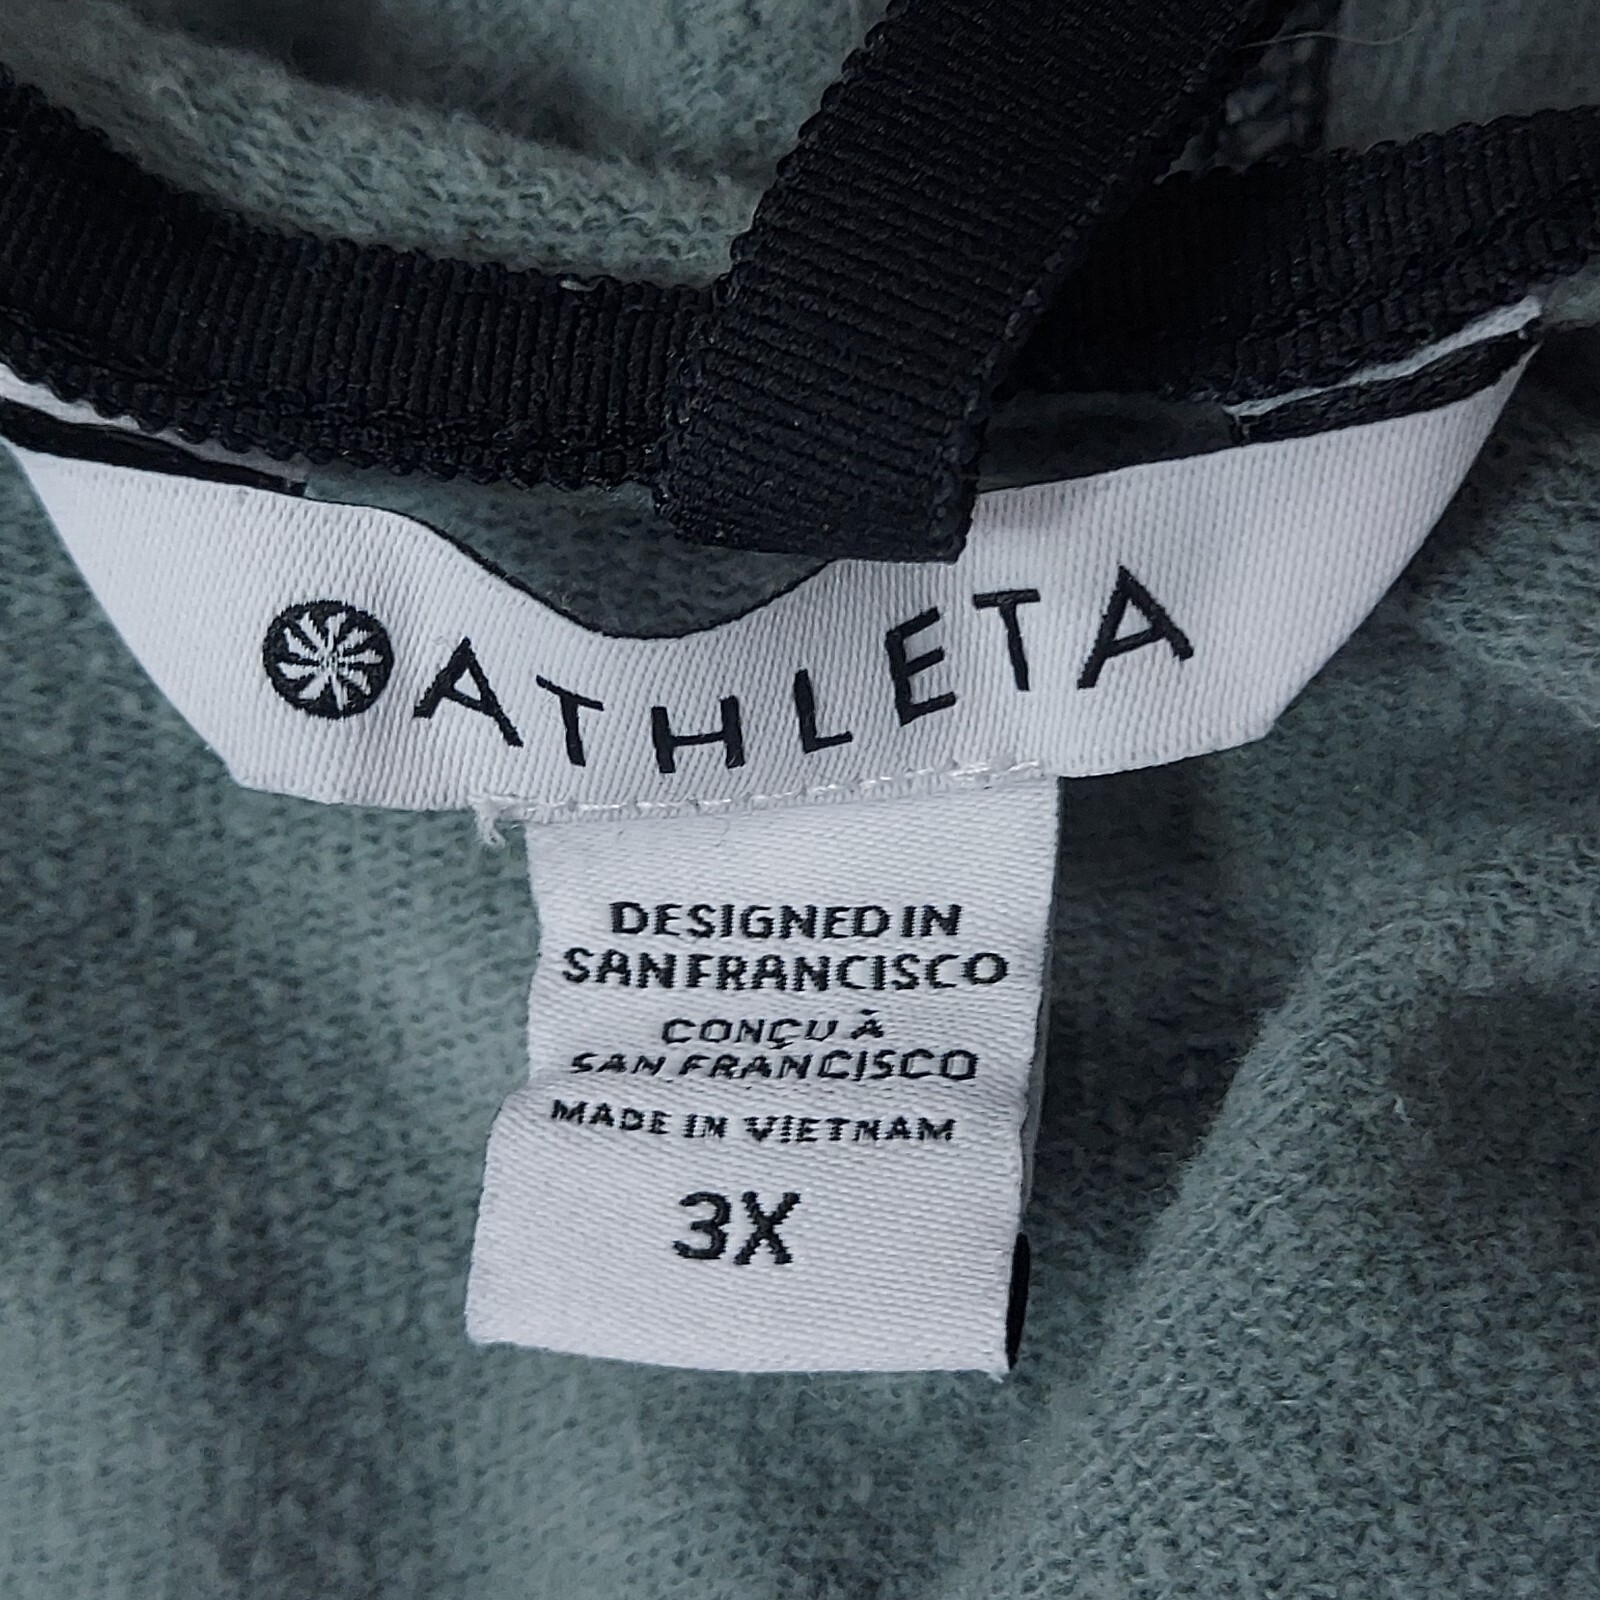 ATHLETA
DESIGNED IN
SAN FRANCISCO
CONÇU À
SAN FRANCISCO
MADE IN VIETNAM
3X